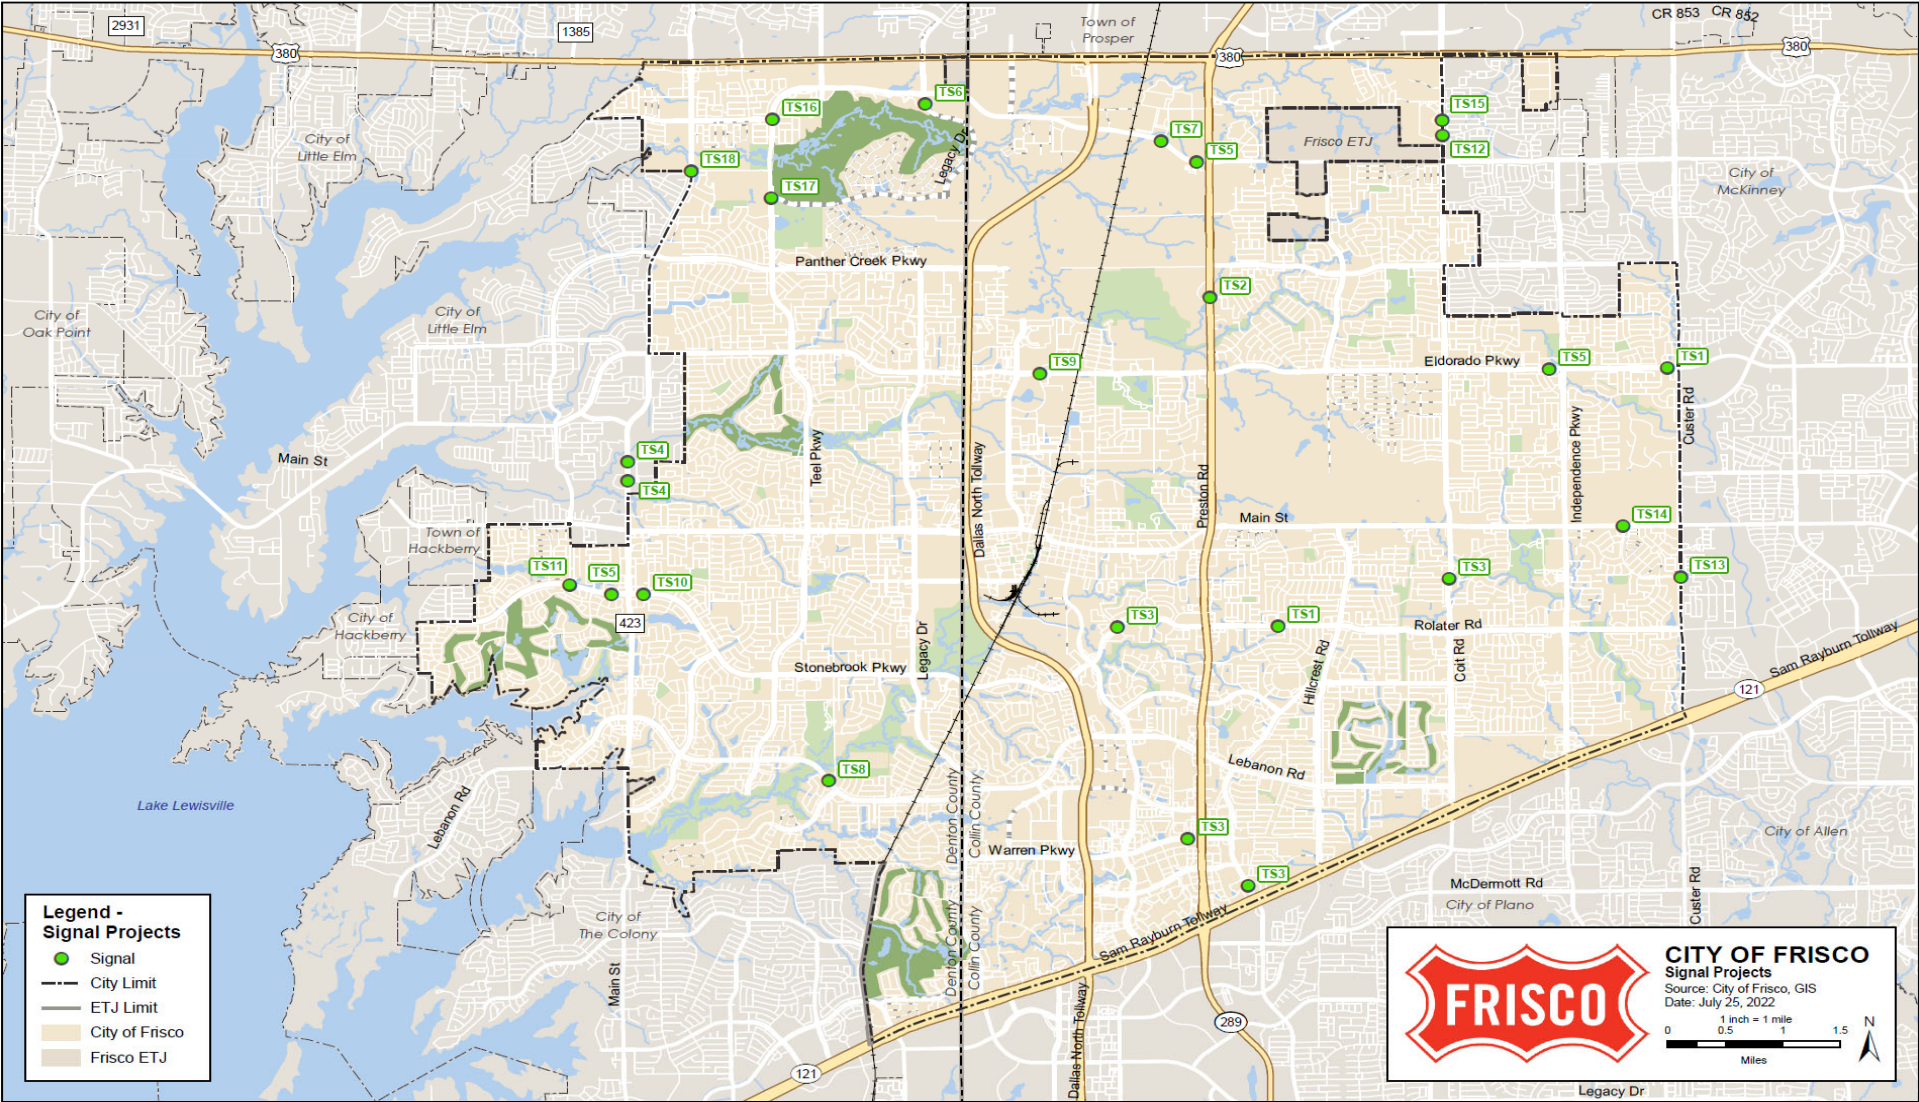 2931
1385
Town of
Prosper
CR 853
CR 852
380
380
380
TS6
TS16
TS15
TS7
TS12
TS5
City of
Little Elm
Frisco ETJ
Legacy Dr
TS18
TS17
City of
McKinney
Panther Creek Pkwy
TS2
City of
Oak Point
City of
Little Elm
TS9
Eldorado Pkwy
TS5
TS1
Custer Rd
Main St
TS4
TS4
Teel Pkwy
Dallas North Tollway
Preston Rd
Independence Pkwy
Main St
TS14
Town of
Hackberry
TS11
TS5
TS10
TS3
TS13
City of
Hackberry
423
TS3
TS1
Rolater Rd
Legacy Dr
Stonebrook Pkwy
Hillcrest Rd
Coit Rd
Sam Rayburn Tollway
121
Lake Lewisville
Lebanon Rd
TS8
Denton County
Collin County
Lebanon Rd
TS3
Warren Pkwy
City of Allen
TS3
McDermott Rd
City of Plano
Custer Rd
City of
The Colony
Main St
Denton County
Collin County
Sam Rayburn Tollway
Dallas North Tollway
289
121
Legacy Dr
Legend -
Signal Projects
Signal
City Limit
ETJ Limit
City of Frisco
Frisco ETJ
FRISCO
CITY OF FRISCO
Signal Projects
Source: City of Frisco, GIS
Date: July 25, 2022
1 inch = 1 mile
0 0.5 1 1.5
Miles
N